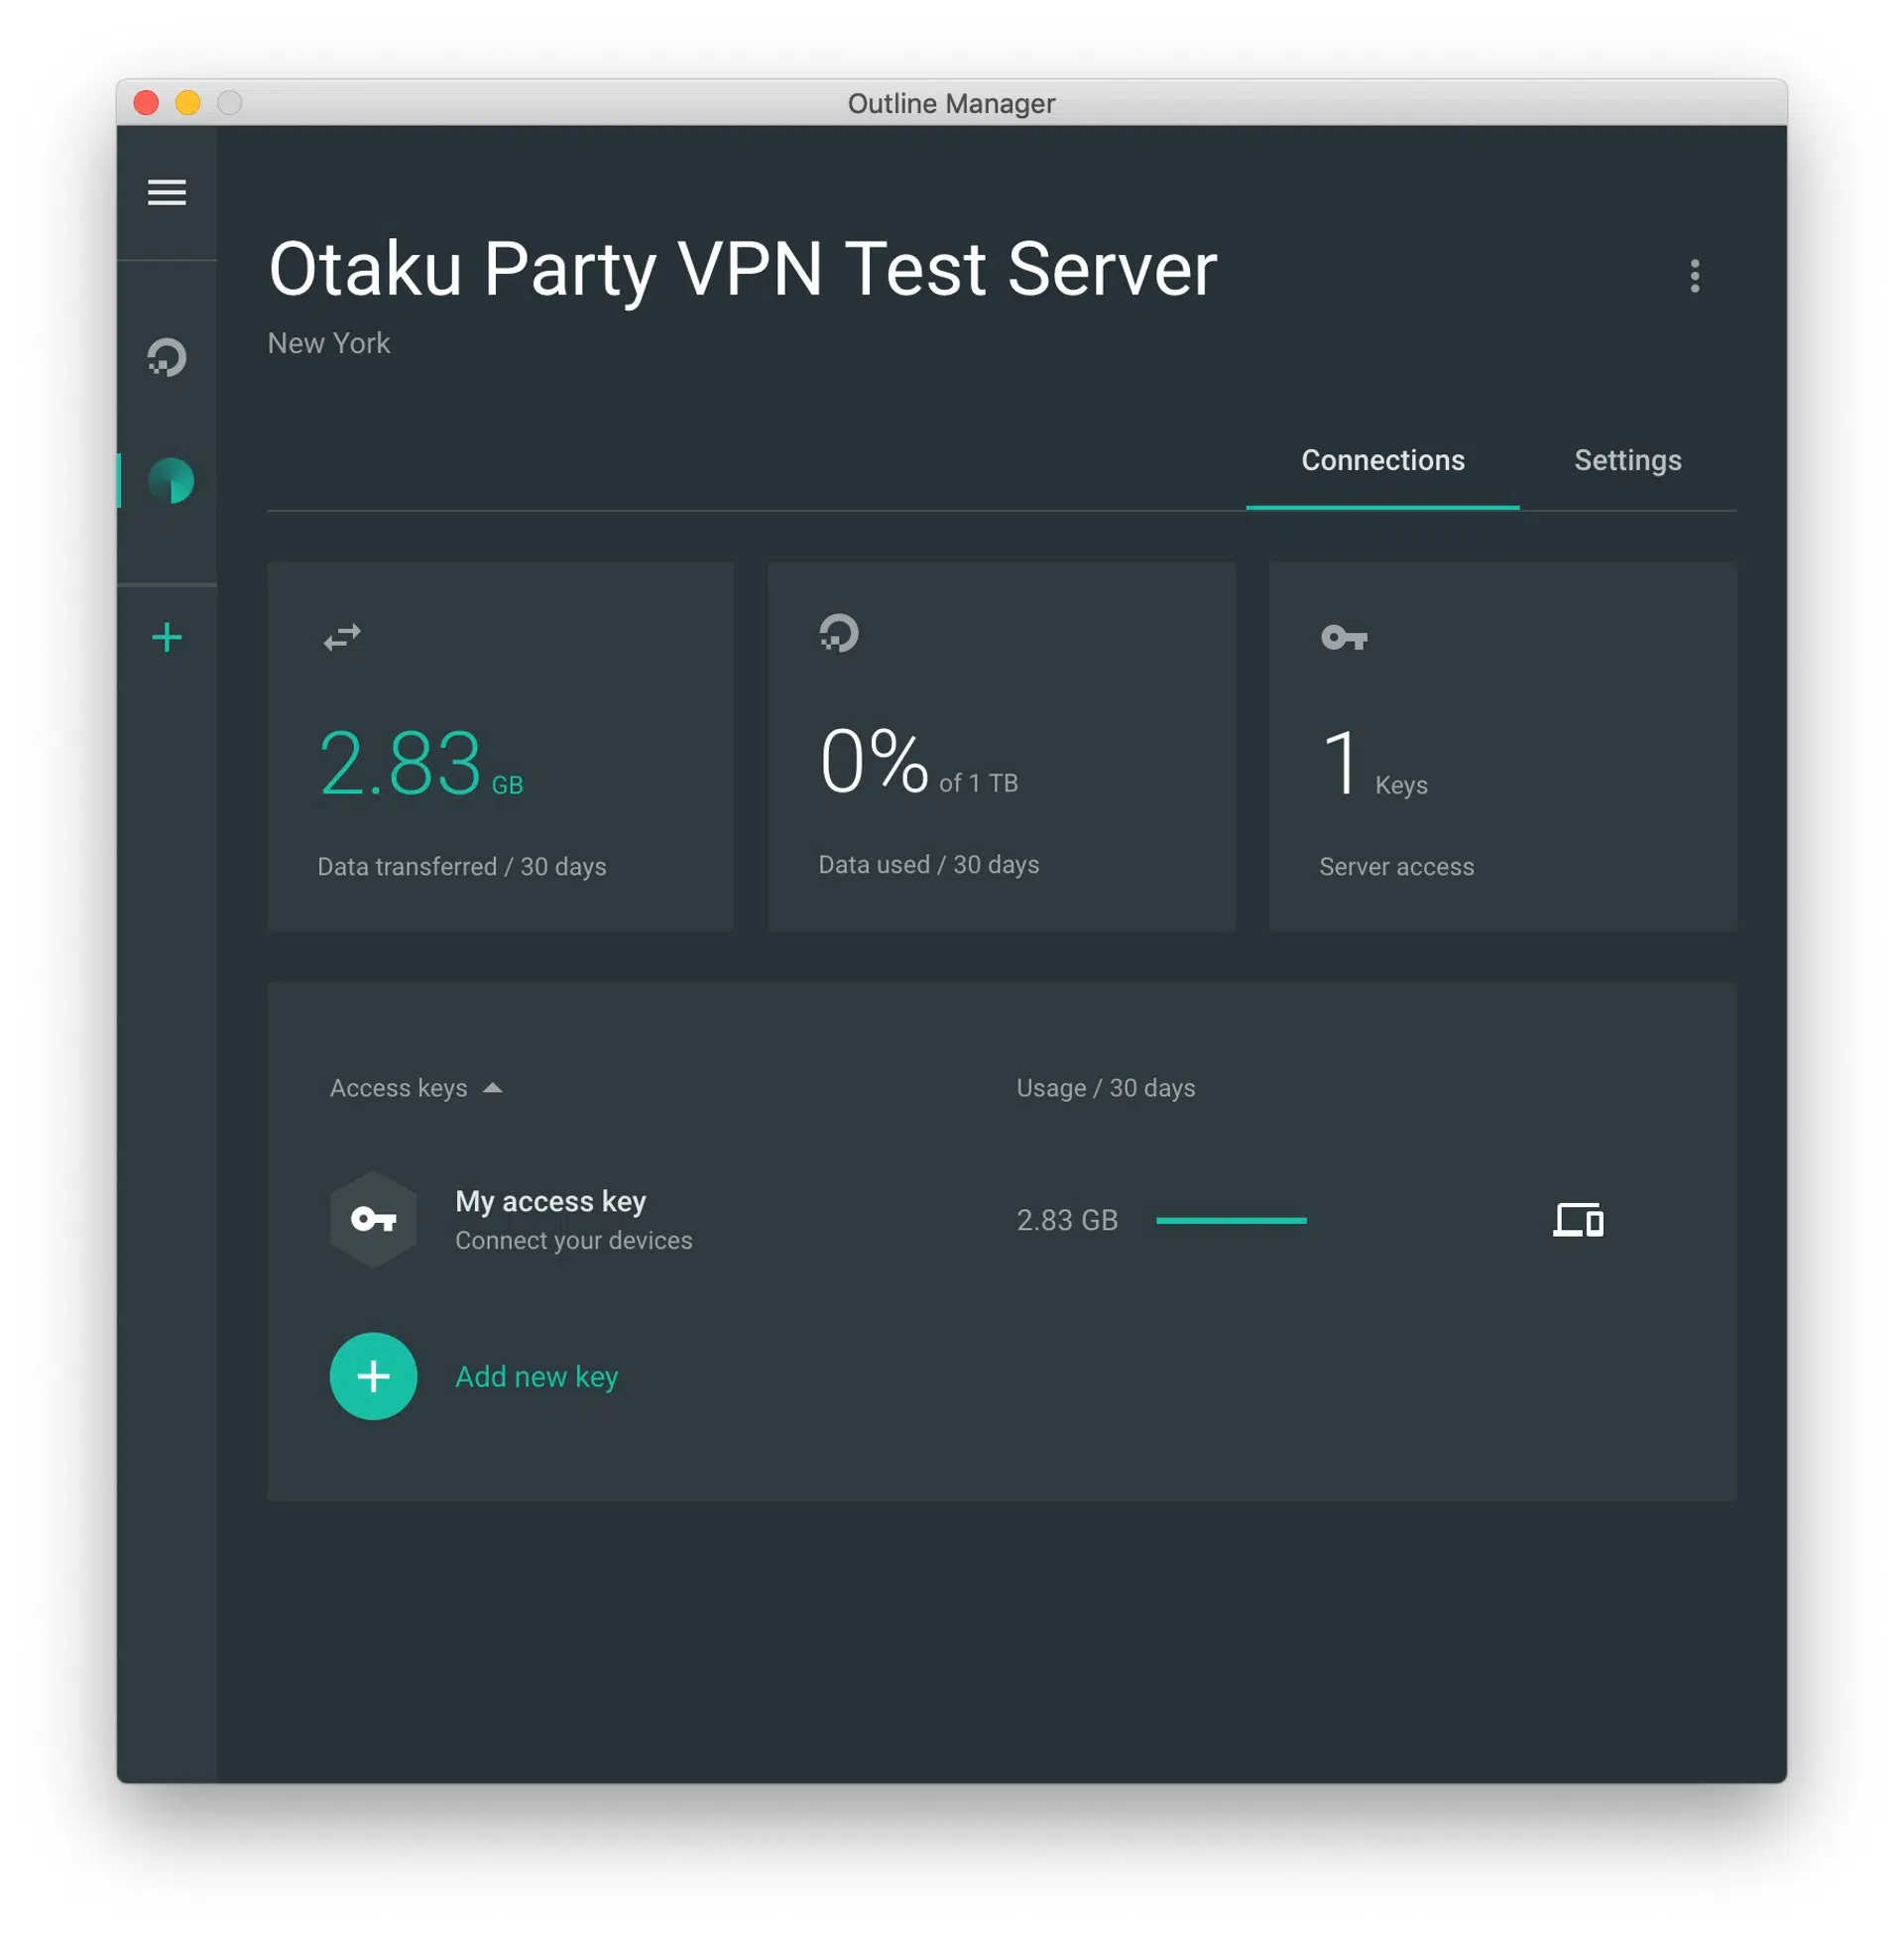 Outline Manager
Otaku Party VPN Test Server
New York
Connections
Settings
2.83 GB
Data transferred / 30 days
0% of 1 TB
Data used / 30 days
1 Keys
Server access
Access keys
Usage / 30 days
My access key
Connect your devices
2.83 GB
Add new key